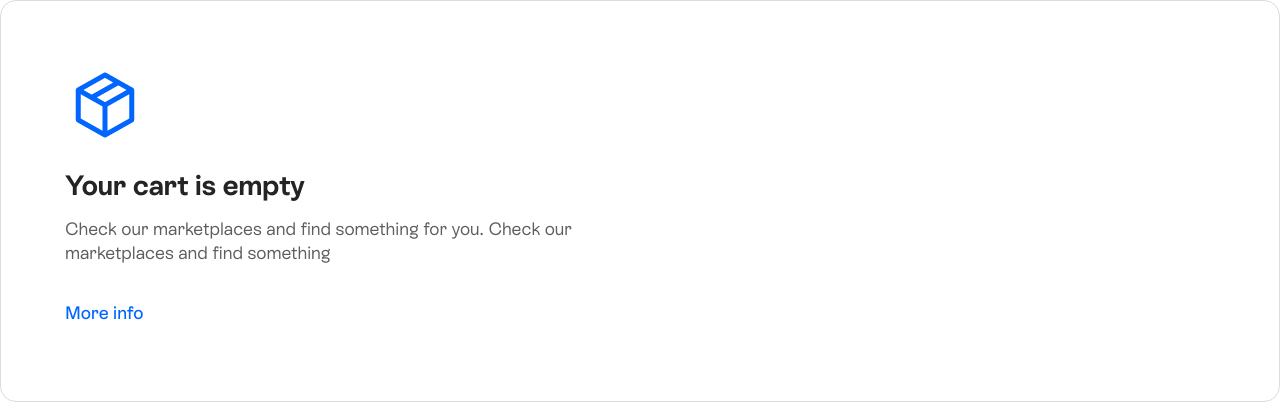 Your cart is empty
Check our marketplaces and find something for you. Check our
marketplaces and find something
More info